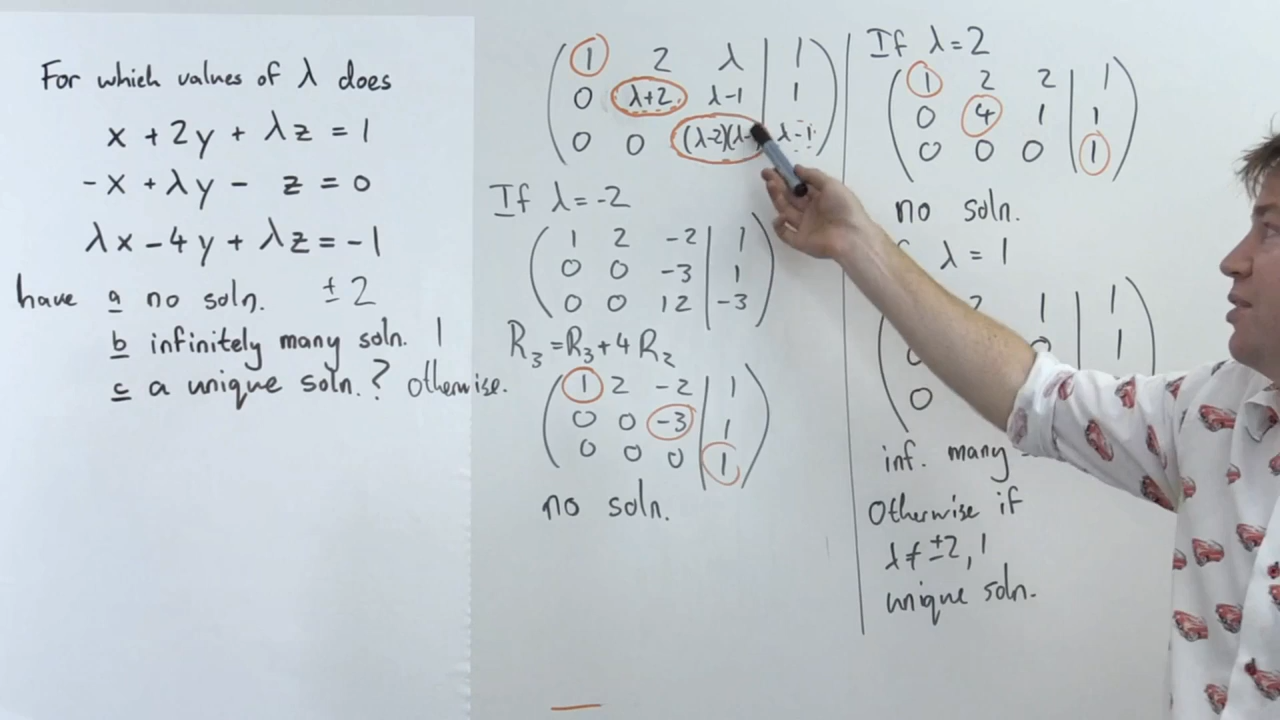 For which values of λ does
x + 2y + λz = 1
-x + λy - z = 0
λx - 4y + λz = -1
have a no soln. ±2
b infinitely many soln. 1
c a unique soln.? otherwise.
1 2 λ | 1
0 λ+2 λ-1 | 1
0 0 (λ-2)(λ- λ-1
If λ=-2
1 2 -2 | 1
0 0 -3 | 1
0 0 12 | -3
R₃=R₃+4R₂
1 2 -2 | 1
0 0 -3 | 1
0 0 0 | 1
no soln.
If λ=2
1 2 2 | 1
0 4 1 | 1
0 0 0 | 1
no soln.
λ = 1
2 1 | 1
0 0 | 1
0
inf. many
Otherwise if
λ≠±2,1
unique soln.